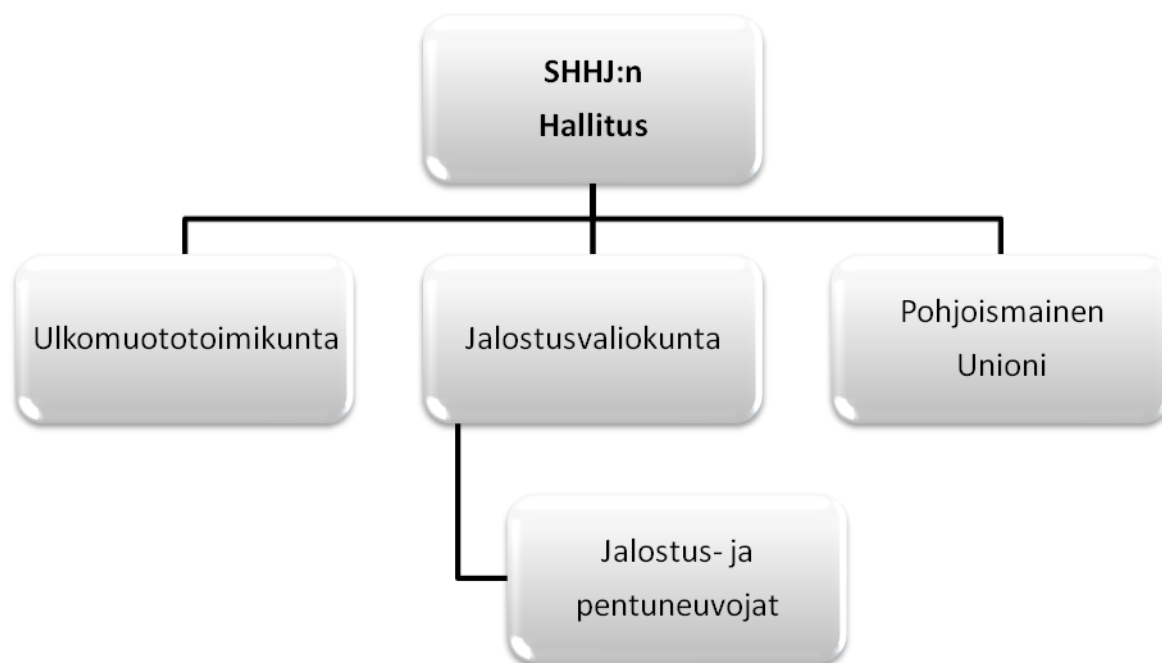 SHHJ:n
Hallitus
Ulkomuototoimikunta
Jalostusvaliokunta
Pohjoismainen
Unioni
Jalostus- ja
pentuneuvojat